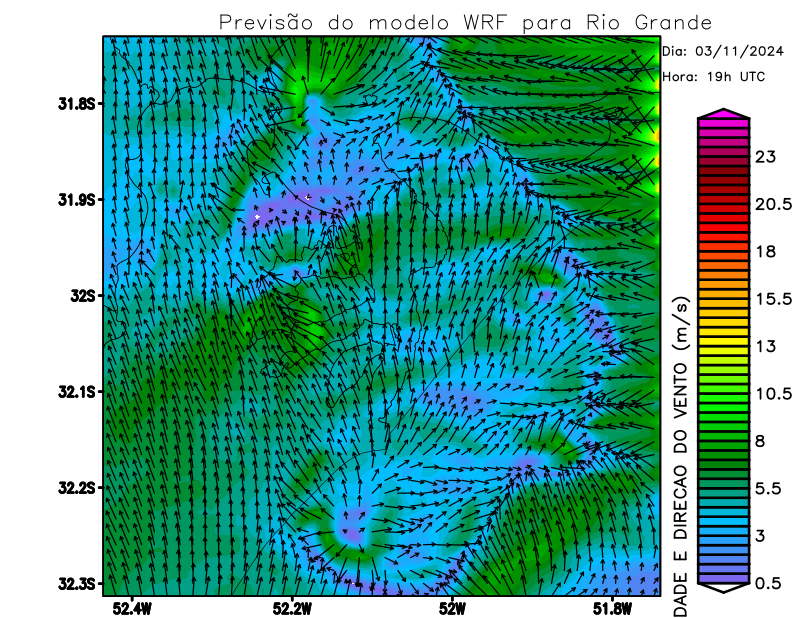 Previsão do modelo WRF para Rio Grande
Dia: 03/11/2024
Hora: 19h UTC
31.8S
31.9S
32S
32.1S
32.2S
32.3S
52.4W
52.2W
52W
51.8W
23
20.5
18
15.5
13
10.5
8
5.5
3
0.5
DADE E DIRECAO DO VENTO (m/s)